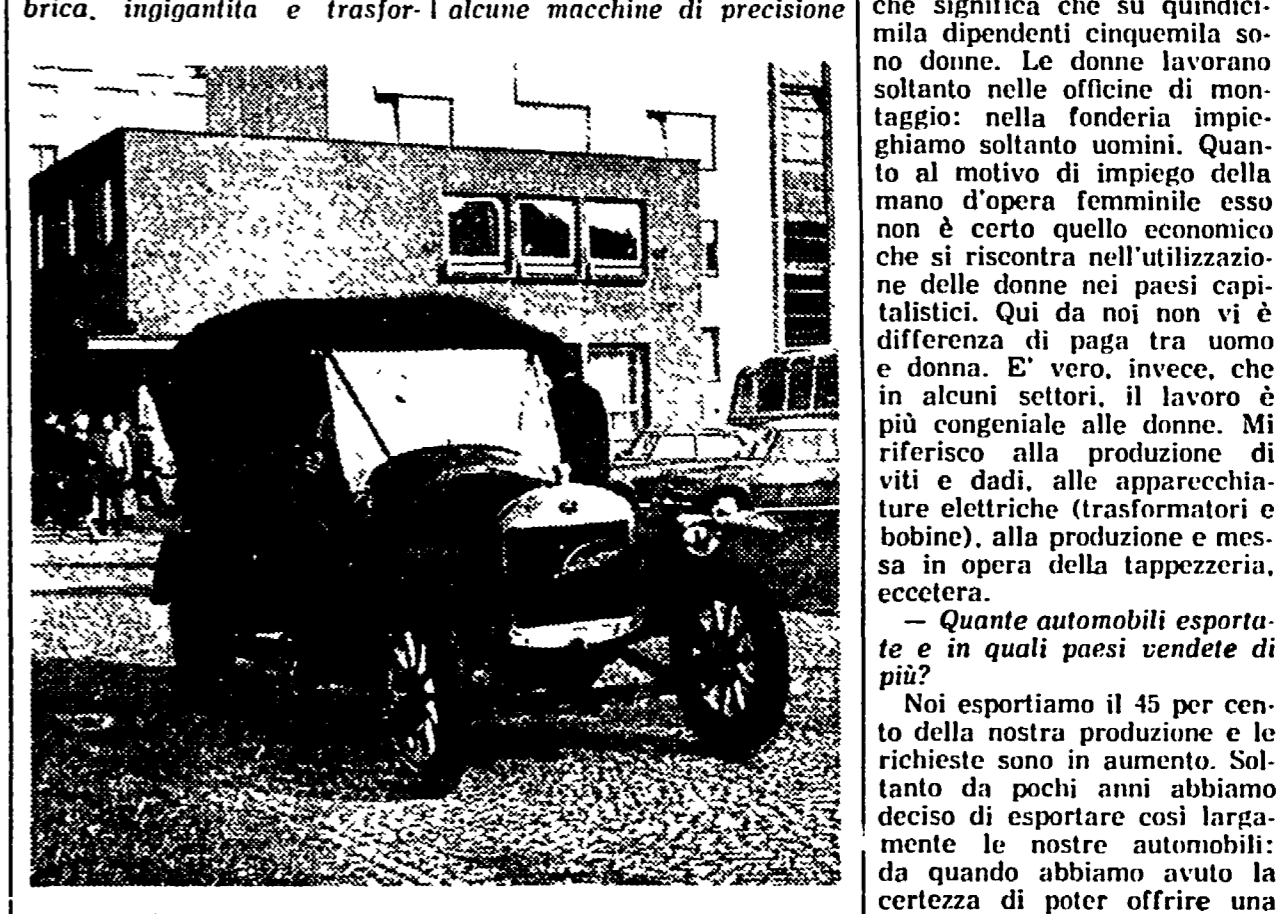 brica, ingigantita e trasfor-
alcune macchine di precisione
che significa che su quindici-
mila dipendenti cinquemila so-
no donne. Le donne lavorano
soltanto nelle officine di mon-
taggio: nella fonderia impie-
ghiamo soltanto uomini. Quan-
to al motivo di impiego della
mano d'opera femminile esso
non è certo quello economico
che si riscontra nell'utilizzazio-
ne delle donne nei paesi capi-
talistici. Qui da noi non vi è
differenza di paga tra uomo
e donna. E' vero, invece, che
in alcuni settori, il lavoro è
più congeniale alle donne. Mi
riferisco alla produzione di
viti e dadi, alle apparecchia-
ture elettriche (trasformatori e
bobine), alla produzione e mes-
sa in opera della tappezzeria,
eccetera.
— Quante automobili esporta-
te e in quali paesi vendete di
più?
Noi esportiamo il 45 per cen-
to della nostra produzione e le
richieste sono in aumento. Sol-
tanto da pochi anni abbiamo
deciso di esportare così larga-
mente le nostre automobili:
da quando abbiamo avuto la
certezza di poter offrire una